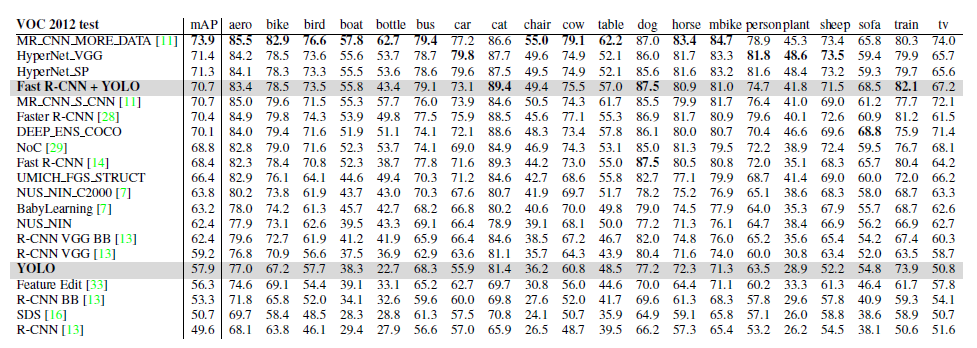 VOC 2012 test mAP aero bike bird boat bottle bus car cat chair cow table dog horse mbike person plant sheep sofa train tv
MR_CNN_MORE_DATA [11] 73.9 85.5 82.9 76.6 57.8 62.7 79.4 77.2 86.6 55.0 79.1 62.2 87.0 83.4 84.7 78.9 45.3 73.4 65.8 80.3 74.0
HyperNet_VGG 71.4 84.2 78.5 73.6 55.6 53.7 78.7 79.8 87.7 49.6 74.9 52.1 86.0 81.7 83.3 81.8 48.6 73.5 59.4 79.9 65.7
HyperNet_SP 71.3 84.1 78.3 73.3 55.5 53.6 78.6 79.6 87.5 49.5 74.9 52.1 85.6 81.6 83.2 81.6 48.4 73.2 59.3 79.7 65.6
Fast R-CNN + YOLO 70.7 83.4 78.5 73.5 55.8 43.4 79.1 73.1 89.4 49.4 75.5 57.0 87.5 80.9 81.0 74.7 41.8 71.5 68.5 82.1 67.2
MR_CNN_S_CNN [11] 70.7 85.0 79.6 71.5 55.3 57.7 76.0 73.9 84.6 50.5 74.3 61.7 85.5 79.9 81.7 76.4 41.0 69.0 61.2 77.7 72.1
Faster R-CNN [28] 70.4 84.9 79.8 74.3 53.9 49.8 77.5 75.9 88.5 45.6 77.1 55.3 86.9 81.7 80.9 79.6 40.1 72.6 60.9 81.2 61.5
DEEP_ENS_COCO 70.1 84.0 79.4 71.6 51.9 51.1 74.1 72.1 88.6 48.3 73.4 57.8 86.1 80.0 80.7 70.4 46.6 69.6 68.8 75.9 71.4
NoC [29] 68.8 82.8 79.0 71.6 52.3 53.7 74.1 69.0 84.9 46.9 74.3 53.1 85.0 81.3 79.5 72.2 38.9 72.4 59.5 76.7 68.1
Fast R-CNN [14] 68.4 82.3 78.4 70.8 52.3 38.7 77.8 71.6 89.3 44.2 73.0 55.0 87.5 80.5 80.8 72.0 35.1 68.3 65.7 80.4 64.2
UMICH_FGS_STRUCT 66.4 82.9 76.1 64.1 44.6 49.4 70.3 71.2 84.6 42.7 68.6 55.8 82.7 77.1 79.9 68.7 41.4 69.0 60.0 72.0 66.2
NUS_NIN_C2000 [7] 63.8 80.2 73.8 61.9 43.7 43.0 70.3 67.6 80.7 41.9 69.7 51.7 78.2 75.2 76.9 65.1 38.6 68.3 58.0 68.7 63.3
BabyLearning [7] 63.2 78.0 74.2 61.3 45.7 42.7 68.2 66.8 80.2 40.6 70.0 49.8 79.0 74.5 77.9 64.0 35.3 67.9 55.7 68.7 62.6
NUS_NIN 62.4 77.9 73.1 62.6 39.5 43.3 69.1 66.4 78.9 39.1 68.1 50.0 77.2 71.3 76.1 64.7 38.4 66.9 56.2 66.9 62.7
R-CNN VGG BB [13] 62.4 79.6 72.7 61.9 41.2 41.9 65.9 66.4 84.6 38.5 67.2 46.7 82.0 74.8 76.0 65.2 35.6 65.4 54.2 67.4 60.3
R-CNN VGG [13] 59.2 76.8 70.9 56.6 37.5 36.9 62.9 63.6 81.1 35.7 64.3 43.9 80.4 71.6 74.0 60.0 30.8 63.4 52.0 63.5 58.7
YOLO 57.9 77.0 67.2 57.7 38.3 22.7 68.3 55.9 81.4 36.2 60.8 48.5 77.2 72.3 71.3 63.5 28.9 52.2 54.8 73.9 50.8
Feature Edit [33] 56.3 74.6 69.1 54.4 39.1 33.1 65.2 62.7 69.7 30.8 56.0 44.6 70.0 64.4 71.1 60.2 33.3 61.3 46.4 61.7 57.8
R-CNN BB [13] 53.3 71.8 65.8 52.0 34.1 32.6 59.6 60.0 69.8 27.6 52.0 41.7 69.6 61.3 68.3 57.8 29.6 57.8 40.9 59.3 54.1
SDS [16] 50.7 69.7 58.4 48.5 28.3 28.8 61.3 57.5 70.8 24.1 50.7 35.9 64.9 59.1 65.8 57.1 26.0 58.8 38.6 58.9 50.7
R-CNN [13] 49.6 68.1 63.8 46.1 29.4 27.9 56.6 57.0 65.9 26.5 48.7 39.5 66.2 57.3 65.4 53.2 26.2 54.5 38.1 50.6 51.6